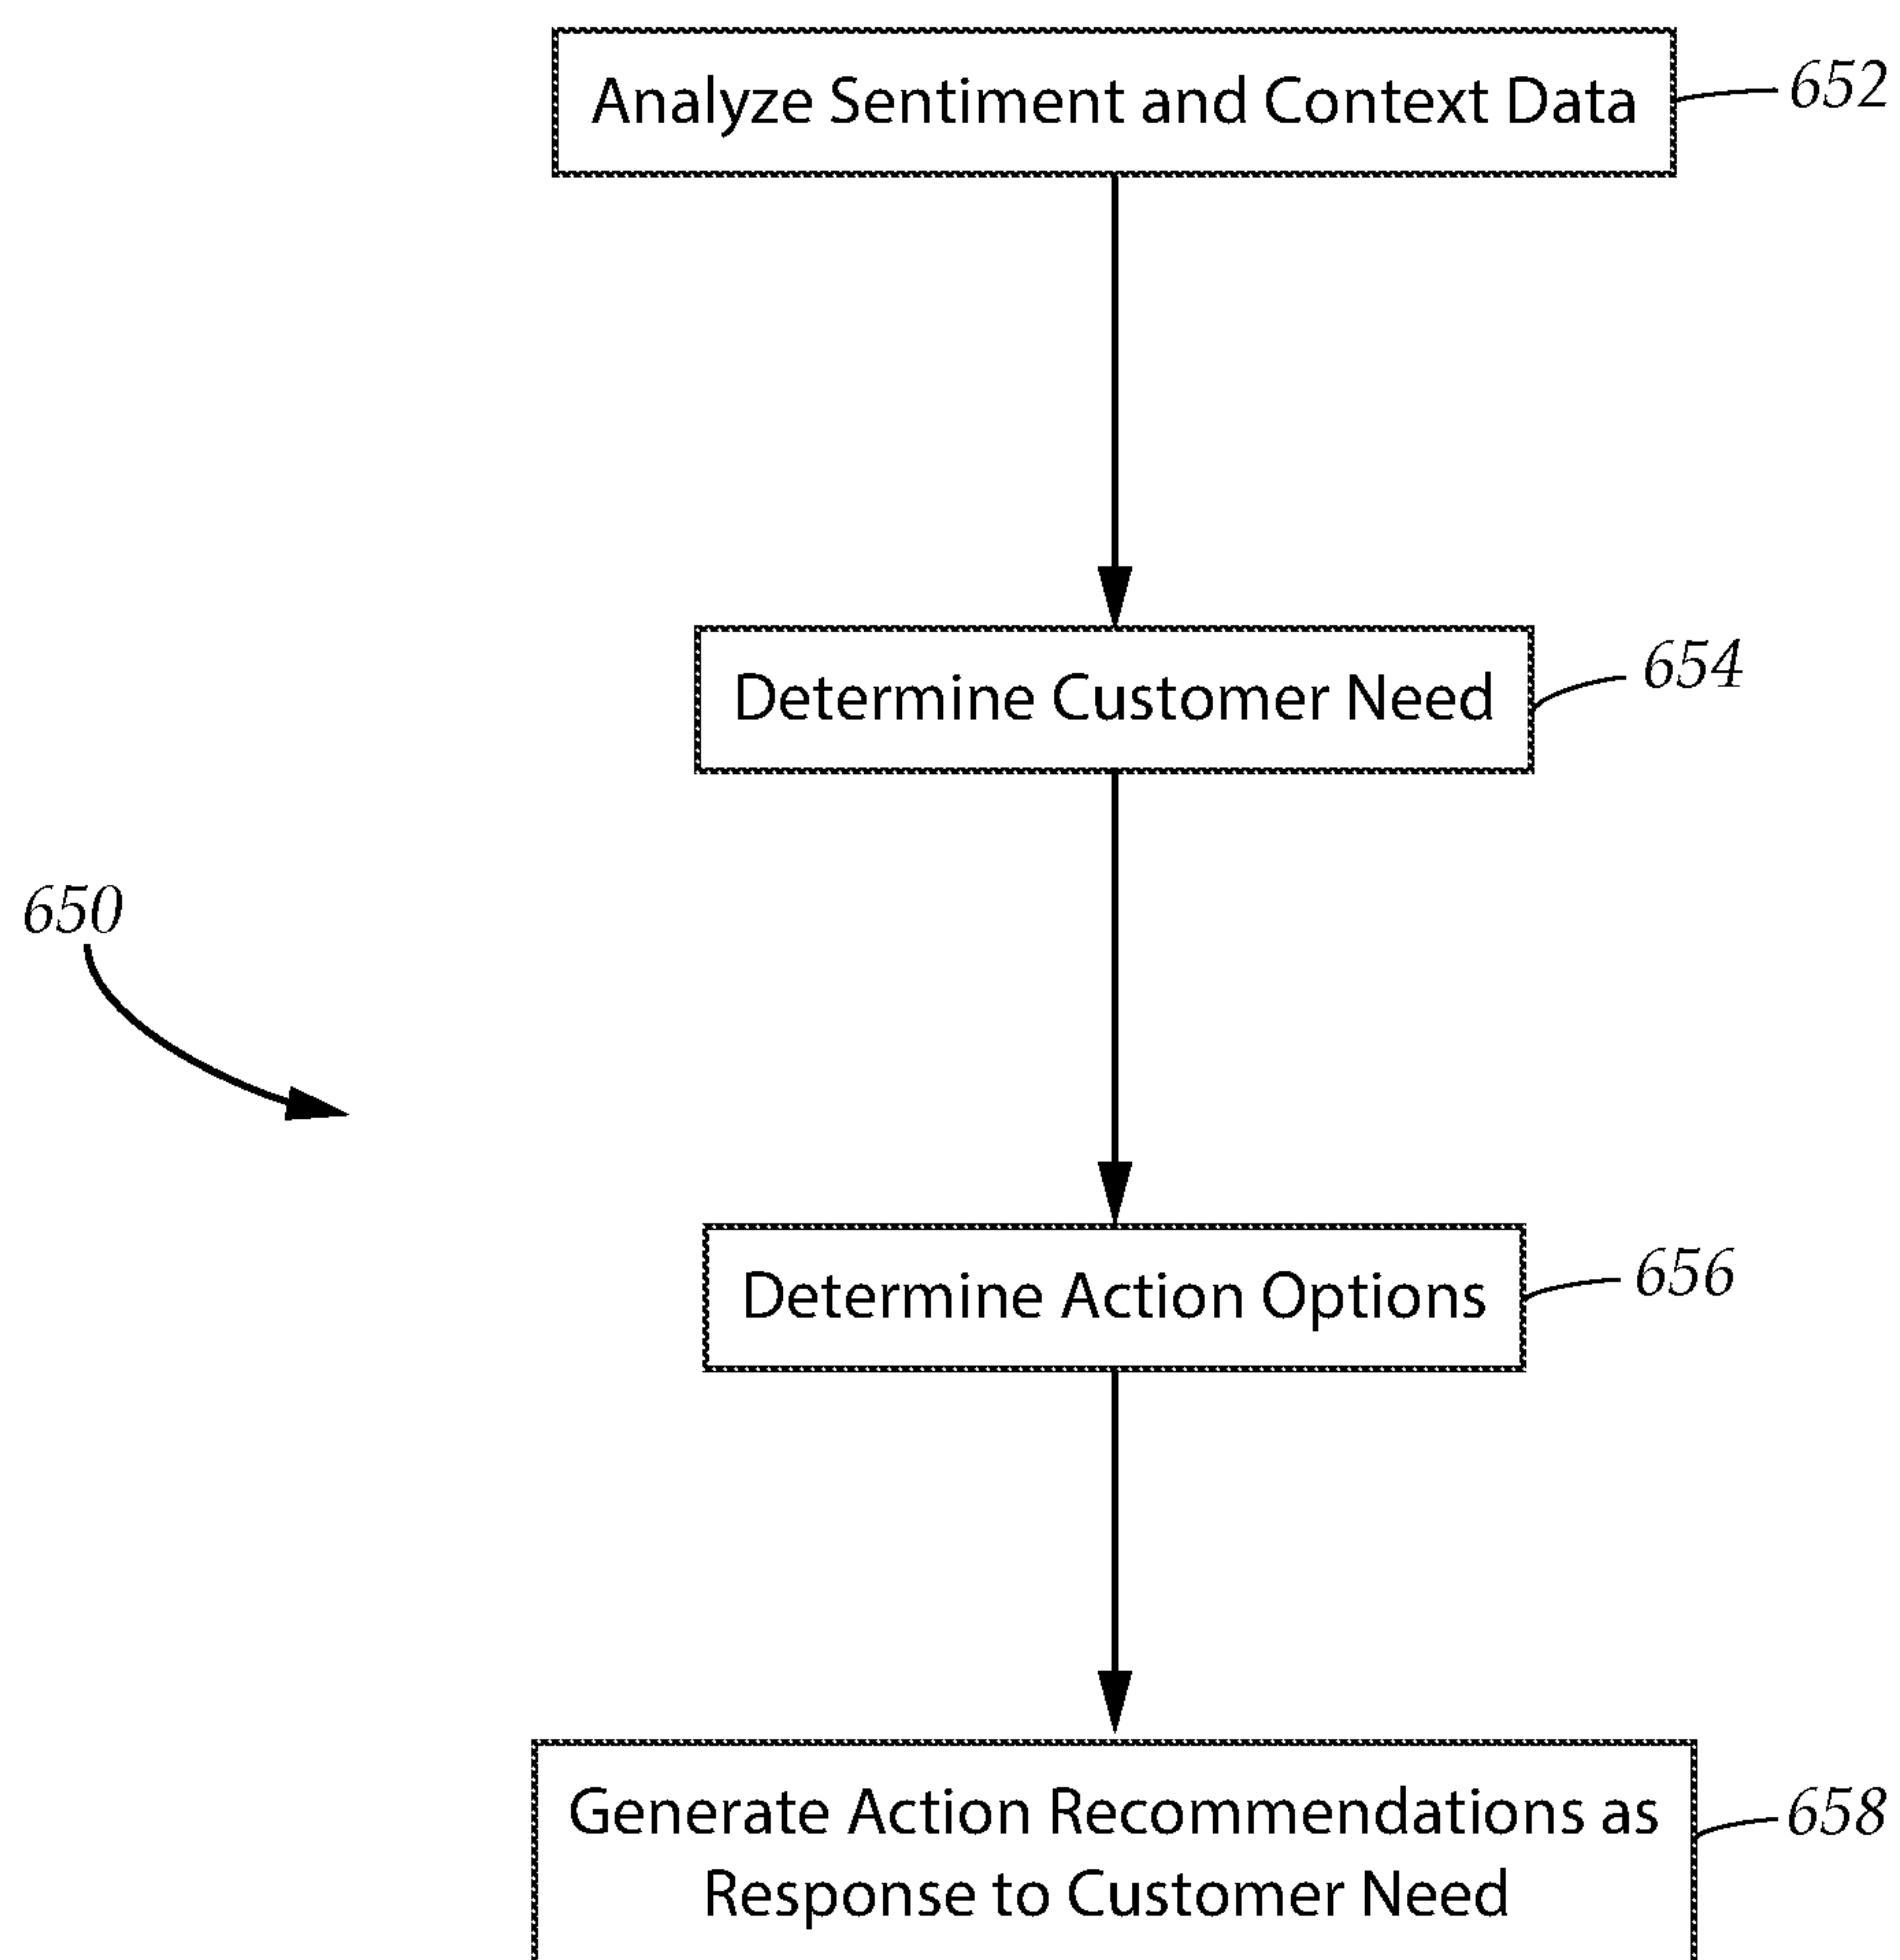 Analyze Sentiment and Context Data
652
Determine Customer Need
654
650
Determine Action Options
656
Generate Action Recommendations as
Response to Customer Need
658